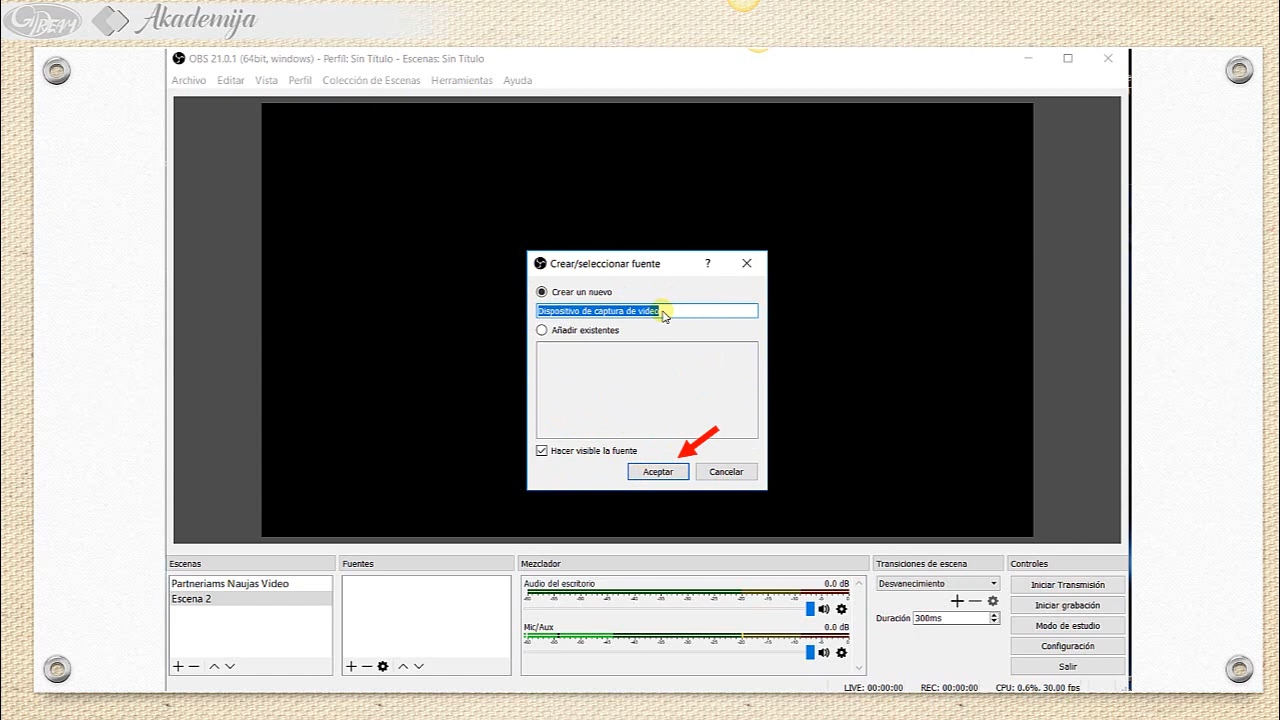 GDREAM Akademija
OBS 21.0.1 (64bit, windows) - Perfil: Sin Título - Escenas: Sin Título
Archivo Editar Vista Perfil Colección de Escenas Herramientas Ayuda
Crear/seleccionar fuente ?
Crear un nuevo
Dispositivo de captura de video
Añadir existentes
Hacer visible la fuente
Aceptar Cancelar
Escenas Fuentes Mezclador Transiciones de escena Controles
Partneriams Naujas Video
Escena 2
Audio del escritorio 0.0 dB
Mic/Aux 0.0 dB
Desvanecimiento
Duración 300ms
Iniciar Transmisión
Iniciar grabación
Modo de estudio
Configuración
Salir
LIVE: 00:00:00 REC: 00:00:00 CPU: 0.6%, 30.00 fps